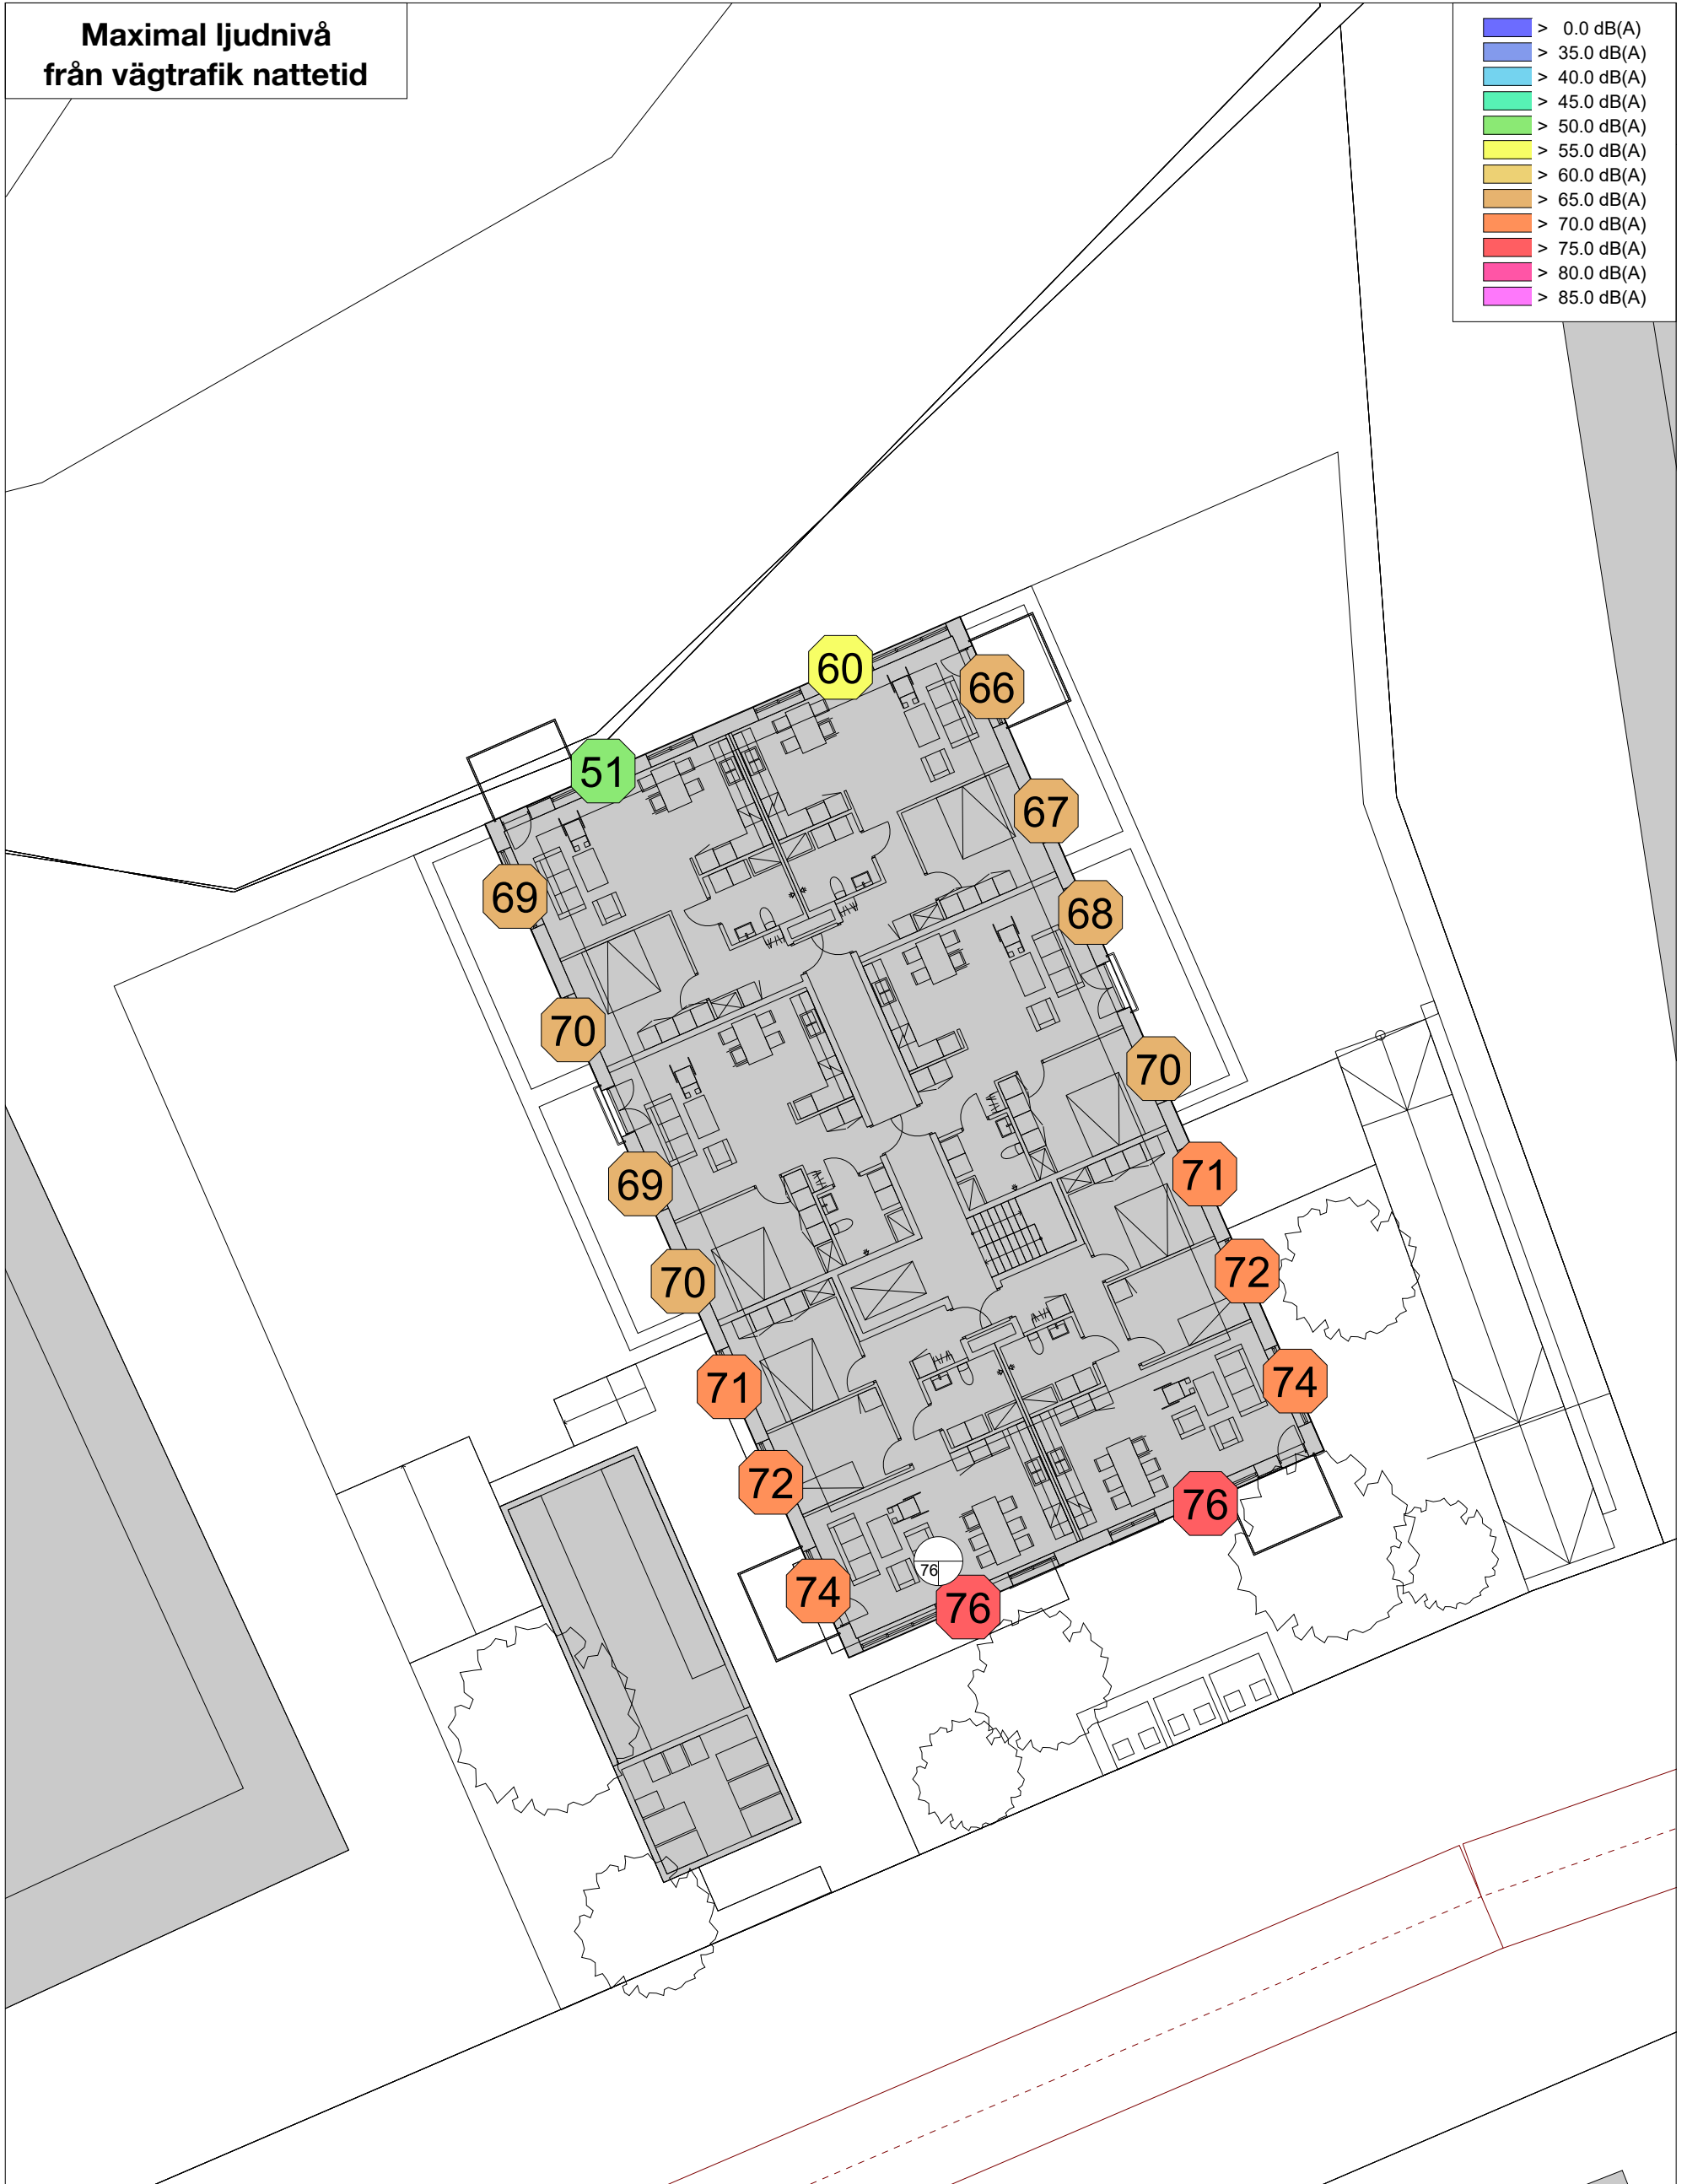 Maximal ljudnivå
från vägtrafik nattetid
> 0.0 dB(A)
> 35.0 dB(A)
> 40.0 dB(A)
> 45.0 dB(A)
> 50.0 dB(A)
> 55.0 dB(A)
> 60.0 dB(A)
> 65.0 dB(A)
> 70.0 dB(A)
> 75.0 dB(A)
> 80.0 dB(A)
> 85.0 dB(A)
60
66
51
67
69
68
70
70
69
71
70
72
71
74
72
76
76
74
76